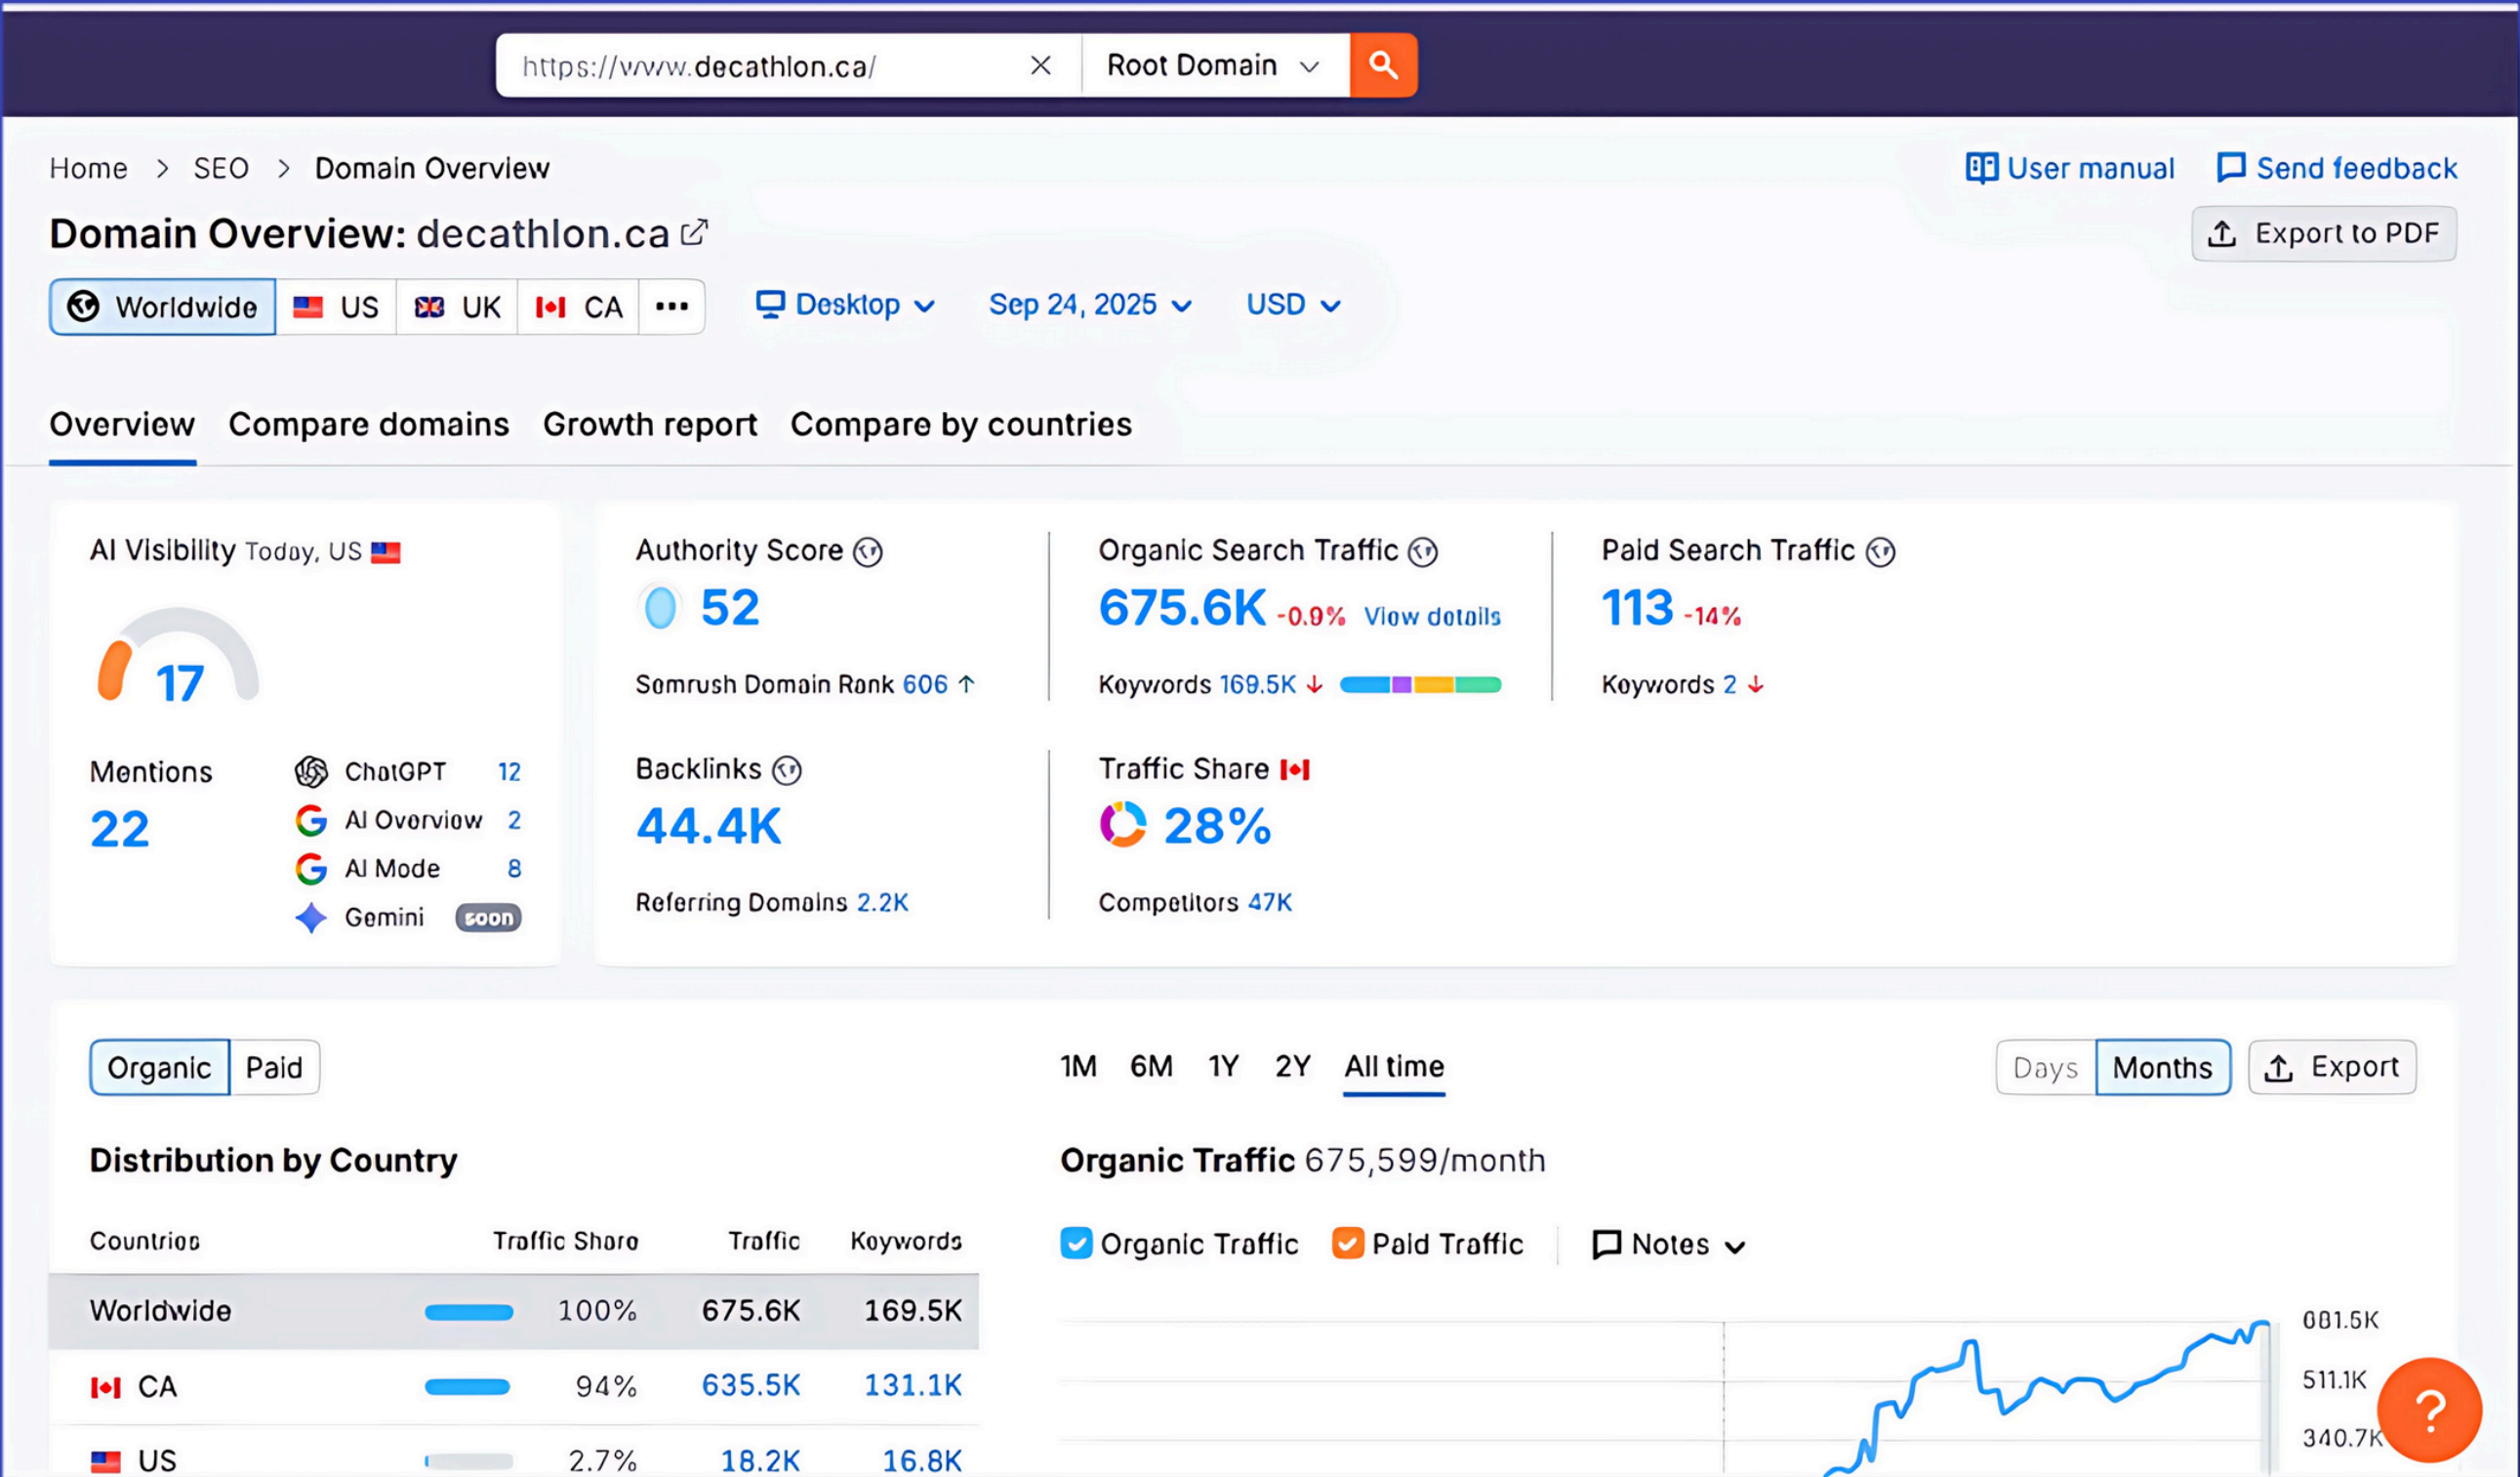 https://www.decathlon.ca/
Root Domain
Home > SEO > Domain Overview
User manual
Send feedback
Domain Overview: decathlon.ca
Export to PDF
Worldwide US UK CA ...
Desktop Sep 24, 2025 USD
Overview Compare domains Growth report Compare by countries
AI Visibility Today, US
17
Mentions
22
ChatGPT 12
AI Overview 2
AI Mode 8
Gemini soon
Authority Score
52
Semrush Domain Rank 606 ↑
Organic Search Traffic
675.6K -0.9% View details
Keywords 169.5K ↓
Paid Search Traffic
113 -14%
Keywords 2 ↓
Backlinks
44.4K
Referring Domains 2.2K
Traffic Share
28%
Competitors 47K
Organic Paid
Distribution by Country
Countries Traffic Share Traffic Keywords
Worldwide 100% 675.6K 169.5K
CA 94% 635.5K 131.1K
US 2.7% 18.2K 16.8K
1M 6M 1Y 2Y All time
Days Months Export
Organic Traffic 675,599/month
Organic Traffic Paid Traffic Notes
681.5K
511.1K
340.7K
?